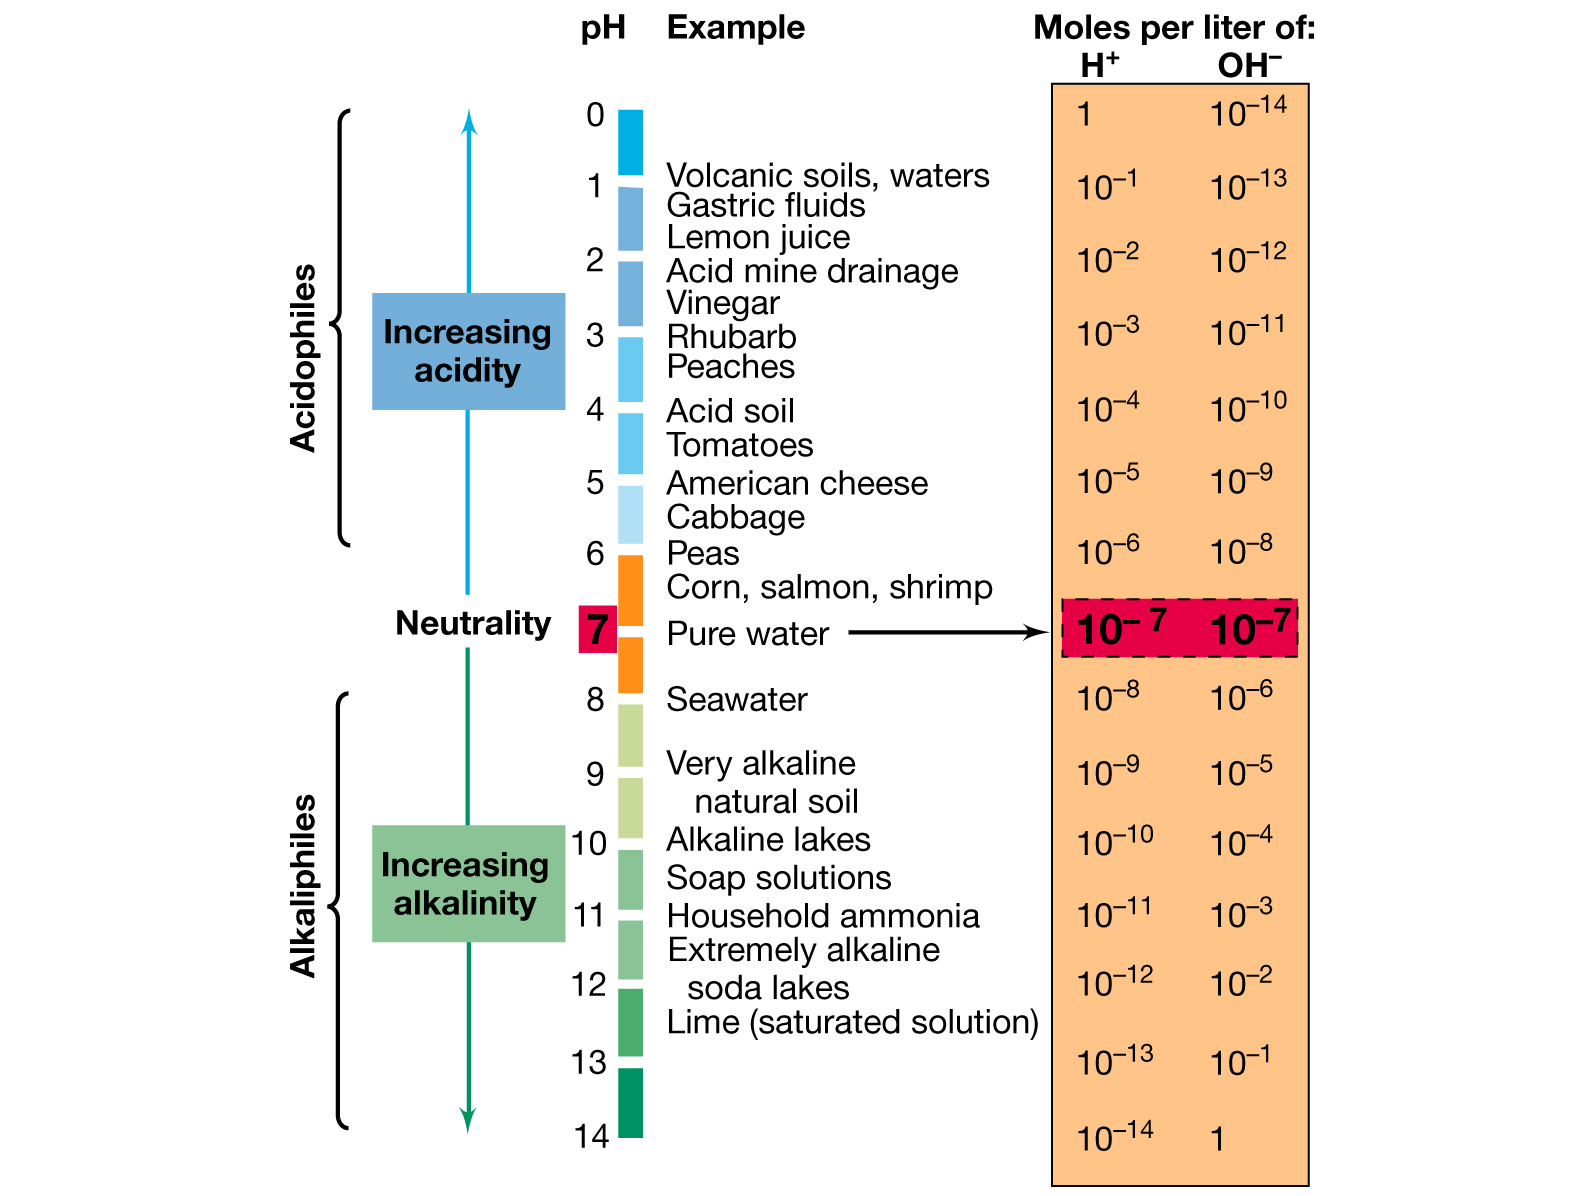 pH Example Moles per liter of:
H⁺ OH⁻
0 1 10⁻¹⁴
Volcanic soils, waters
1 10⁻¹ 10⁻¹³
Gastric fluids
Lemon juice
2 10⁻² 10⁻¹²
Acid mine drainage
Vinegar
3 Rhubarb 10⁻³ 10⁻¹¹
Peaches
4 Acid soil 10⁻⁴ 10⁻¹⁰
Tomatoes
5 American cheese 10⁻⁵ 10⁻⁹
Cabbage
6 Peas 10⁻⁶ 10⁻⁸
Corn, salmon, shrimp
Neutrality 7 Pure water 10⁻ ⁷ 10⁻⁷
8 Seawater 10⁻⁸ 10⁻⁶
Very alkaline
9 10⁻⁹ 10⁻⁵
natural soil
10 Alkaline lakes 10⁻¹⁰ 10⁻⁴
Soap solutions
11 Household ammonia 10⁻¹¹ 10⁻³
Extremely alkaline
12 soda lakes 10⁻¹² 10⁻²
Lime (saturated solution)
13 10⁻¹³ 10⁻¹
14 10⁻¹⁴ 1
Acidophiles
Increasing
acidity
Alkaliphiles
Increasing
alkalinity